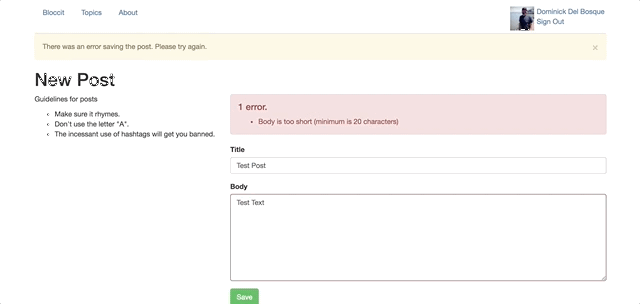 Bloccit Topics About Dominick Del Bosque
Sign Out
There was an error saving the post. Please try again. ×
New Post
Guidelines for posts
Make sure it rhymes.
Don't use the letter "A".
The incessant use of hashtags will get you banned.
1 error.
Body is too short (minimum is 20 characters)
Title
Test Post
Body
Test Text
Save